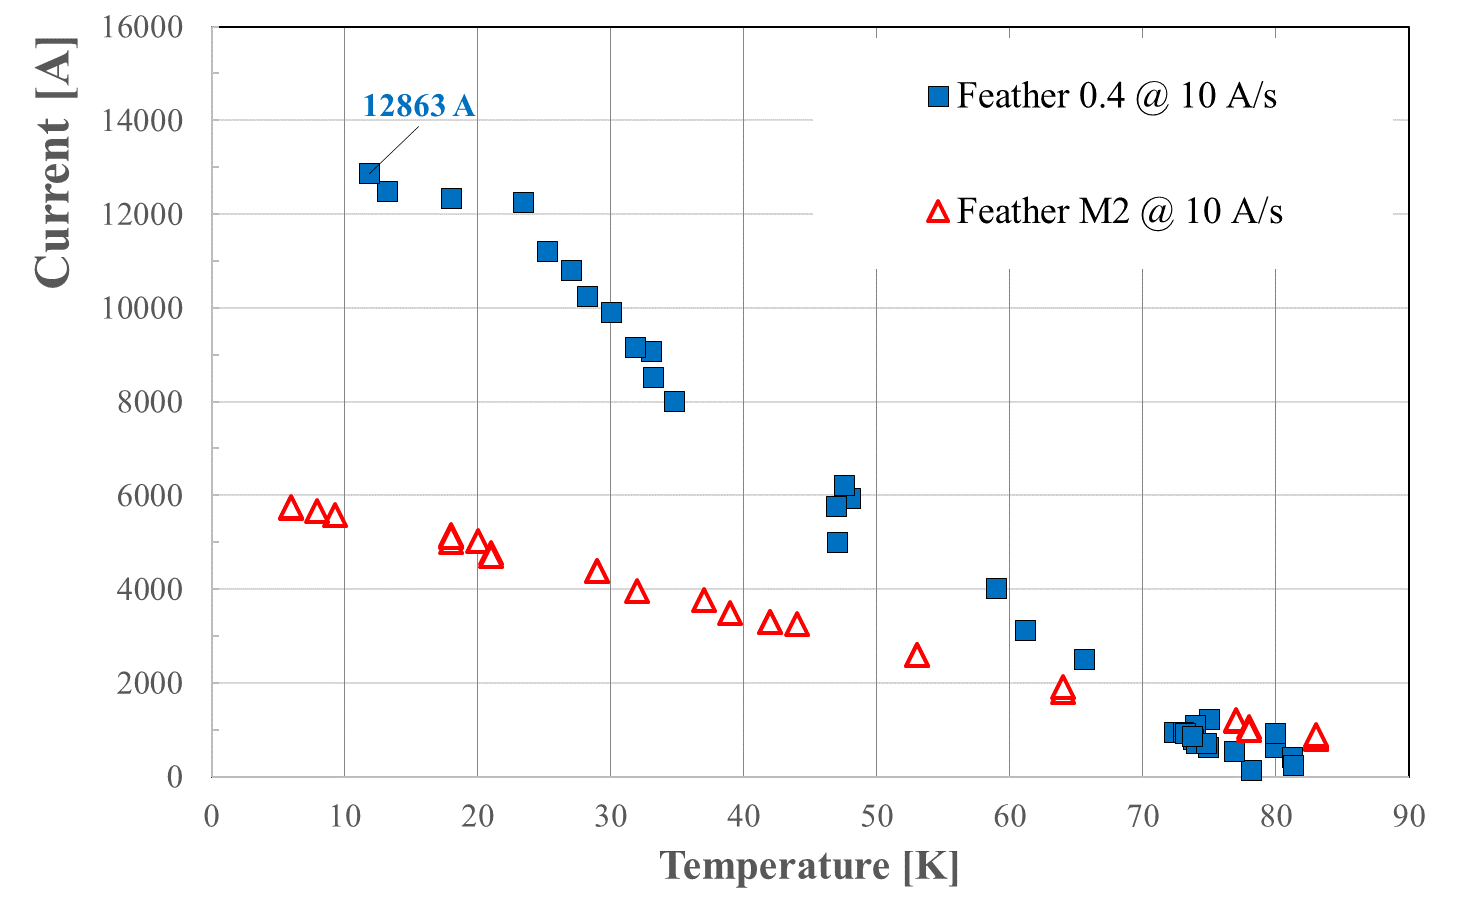 Current [A]
16000
14000
12000
10000
8000
6000
4000
2000
0
12863 A
Feather 0.4 @ 10 A/s
Feather M2 @ 10 A/s
0 10 20 30 40 50 60 70 80 90
Temperature [K]